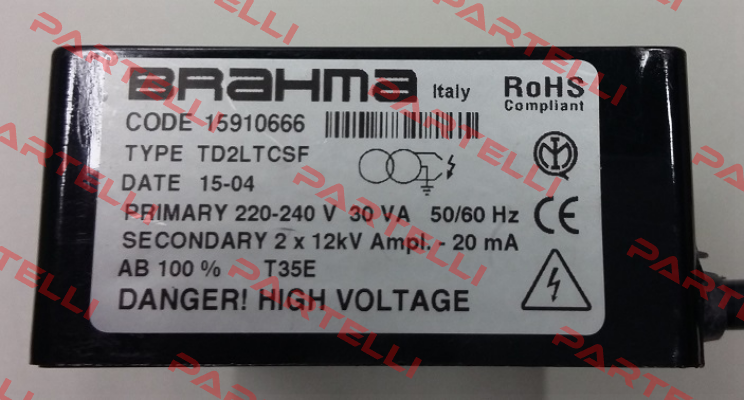 BRAHMA Italy
RoHS
Compliant
CODE 15910666
TYPE TD2LTCSF
DATE 15-04
PRIMARY 220-240 V 30 VA 50/60 Hz
CE
SECONDARY 2 x 12kV Ampl. - 20 mA
AB 100 % T35E
DANGER! HIGH VOLTAGE
PARTELLI